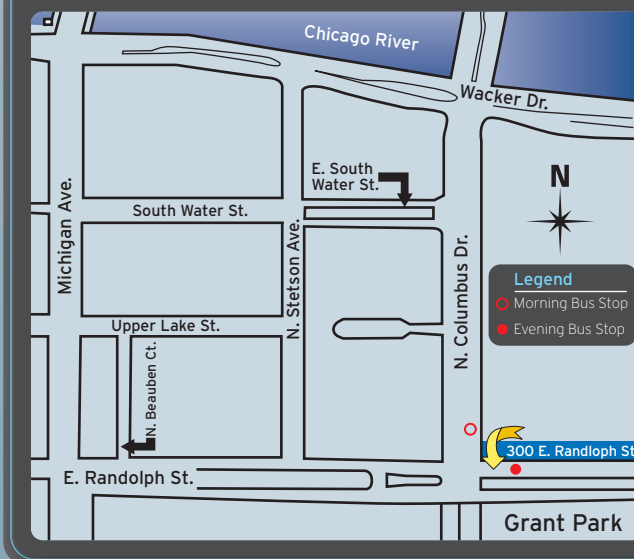 Chicago River
Wacker Dr.
E. South
Water St.
N
Michigan Ave.
South Water St.
N. Stetson Ave.
N. Columbus Dr.
Legend
Morning Bus Stop
Evening Bus Stop
Upper Lake St.
N. Beauben Ct.
300 E. Randloph St
E. Randolph St.
Grant Park